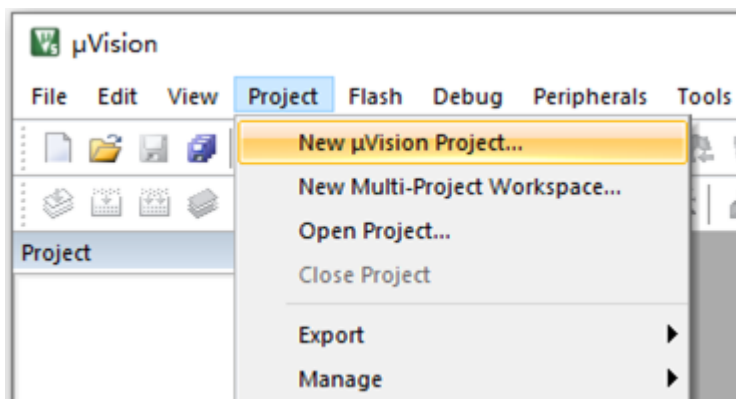 µVision
File Edit View Project Flash Debug Peripherals Tools
New µVision Project...
New Multi-Project Workspace...
Open Project...
Project
Close Project
Export
Manage